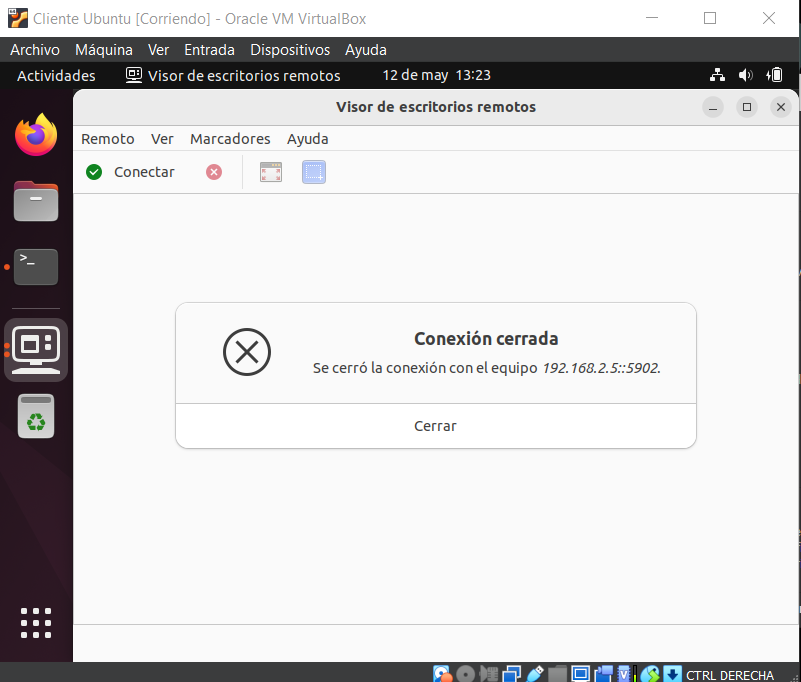 Cliente Ubuntu [Corriendo] - Oracle VM VirtualBox
Archivo Máquina Ver Entrada Dispositivos Ayuda
Actividades Visor de escritorios remotos 12 de may 13:23
Visor de escritorios remotos
Remoto Ver Marcadores Ayuda
Conectar
>_
Conexión cerrada
Se cerró la conexión con el equipo 192.168.2.5::5902.
Cerrar
CTRL DERECHA